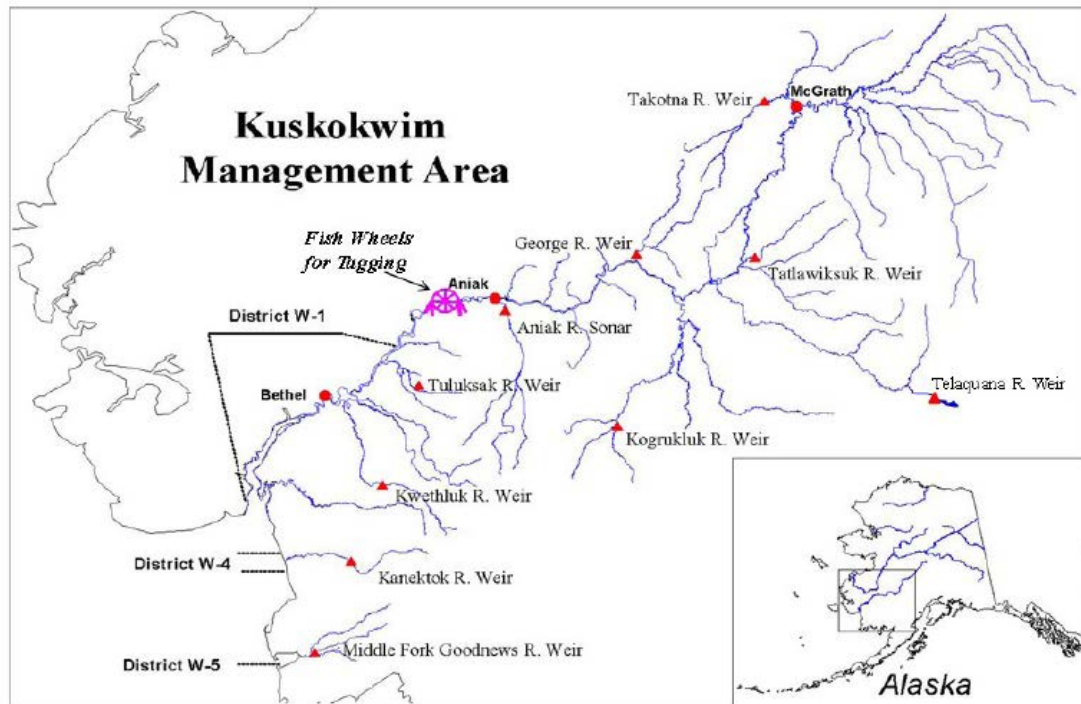 Kuskokwim
Management Area
McGrath
Takotna R. Weir
Fish Wheels
for Tagging
George R. Weir
Tatlawiksuk R. Weir
Aniak
Aniak R. Sonar
District W-1
Tuluksak R. Weir
Bethel
Telaquana R. Weir
Kogrukluk R. Weir
Kwethluk R. Weir
District W-4
Kanektok R. Weir
Middle Fork Goodnews R. Weir
District W-5
Alaska